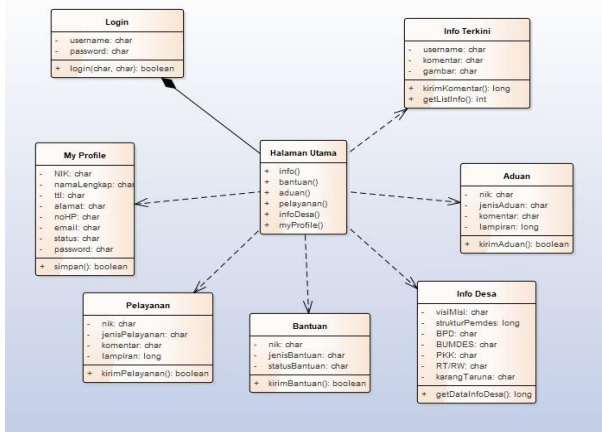 Login
- username: char
- password: char
+ login(char, char): boolean
Info Terkini
- username: char
- komentar: char
- gambar: char
+ kirimKomentar(): long
+ getListInfo(): int
My Profile
- NIK: char
- namaLengkap: char
- ttl: char
- alamat: char
- noHP: char
- email: char
- status: char
- password: char
+ simpan(): boolean
Halaman Utama
+ info()
+ bantuan()
+ aduan()
+ pelayanan()
+ infoDesa()
+ myProfile()
Aduan
- nik: char
- jenisAduan: char
- komentar: char
- lampiran: long
+ kirimAduan(): boolean
Pelayanan
- nik: char
- jenisPelayanan: char
- komentar: char
- lampiran: long
+ kirimPelayanan(): boolean
Bantuan
- nik: char
- jenisBantuan: char
- statusBantuan: char
+ kirimBantuan(): boolean
Info Desa
- visiMisi: char
- strukturPemdes: long
- BPD: char
- BUMDES: char
- PKK: char
- RT/RW: char
- karangTaruna: char
+ getDataInfoDesa(): long